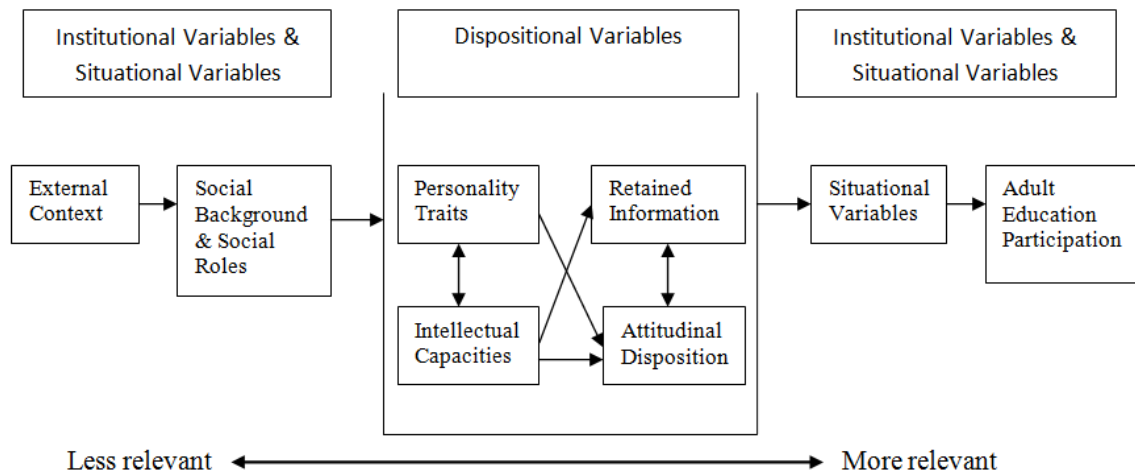 Institutional Variables &
Situational Variables
Dispositional Variables
Institutional Variables &
Situational Variables
External
Context
Social
Background
& Social
Roles
Personality
Traits
Retained
Information
Situational
Variables
Adult
Education
Participation
Intellectual
Capacities
Attitudinal
Disposition
Less relevant
More relevant